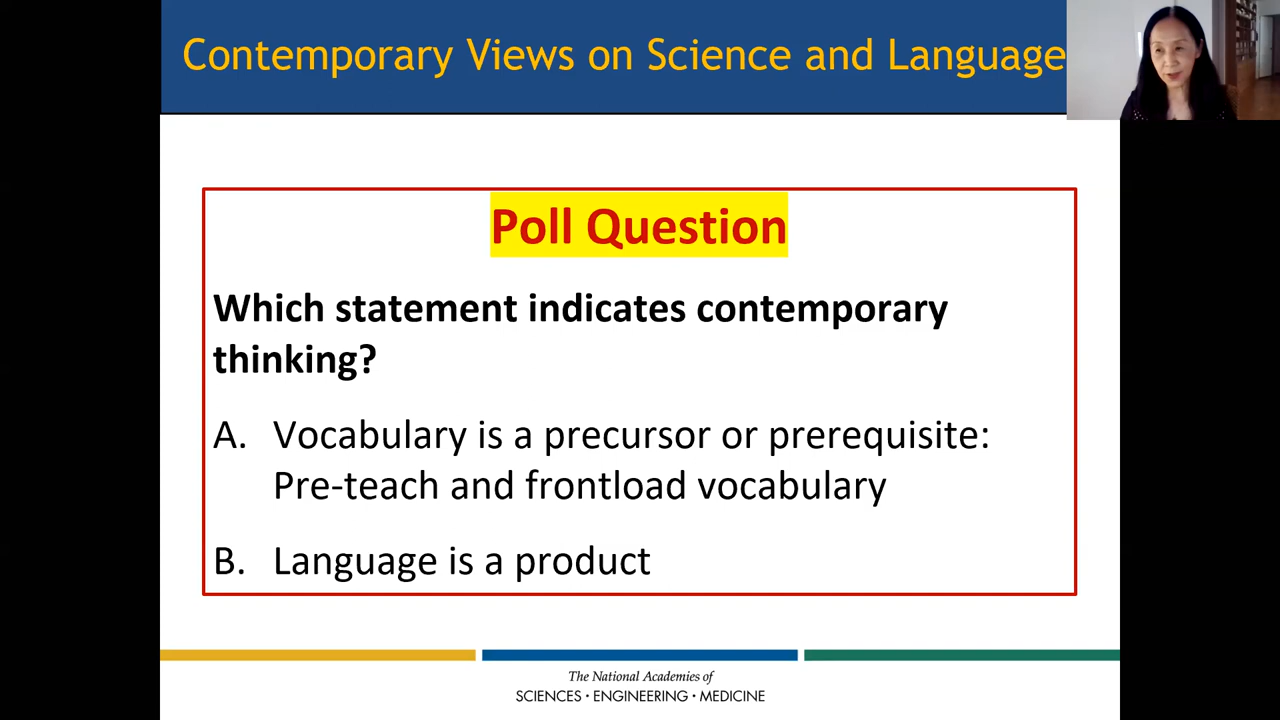 Contemporary Views on Science and Language
Poll Question
Which statement indicates contemporary
thinking?
A. Vocabulary is a precursor or prerequisite:
Pre-teach and frontload vocabulary
B. Language is a product
The National Academies of
SCIENCES · ENGINEERING · MEDICINE